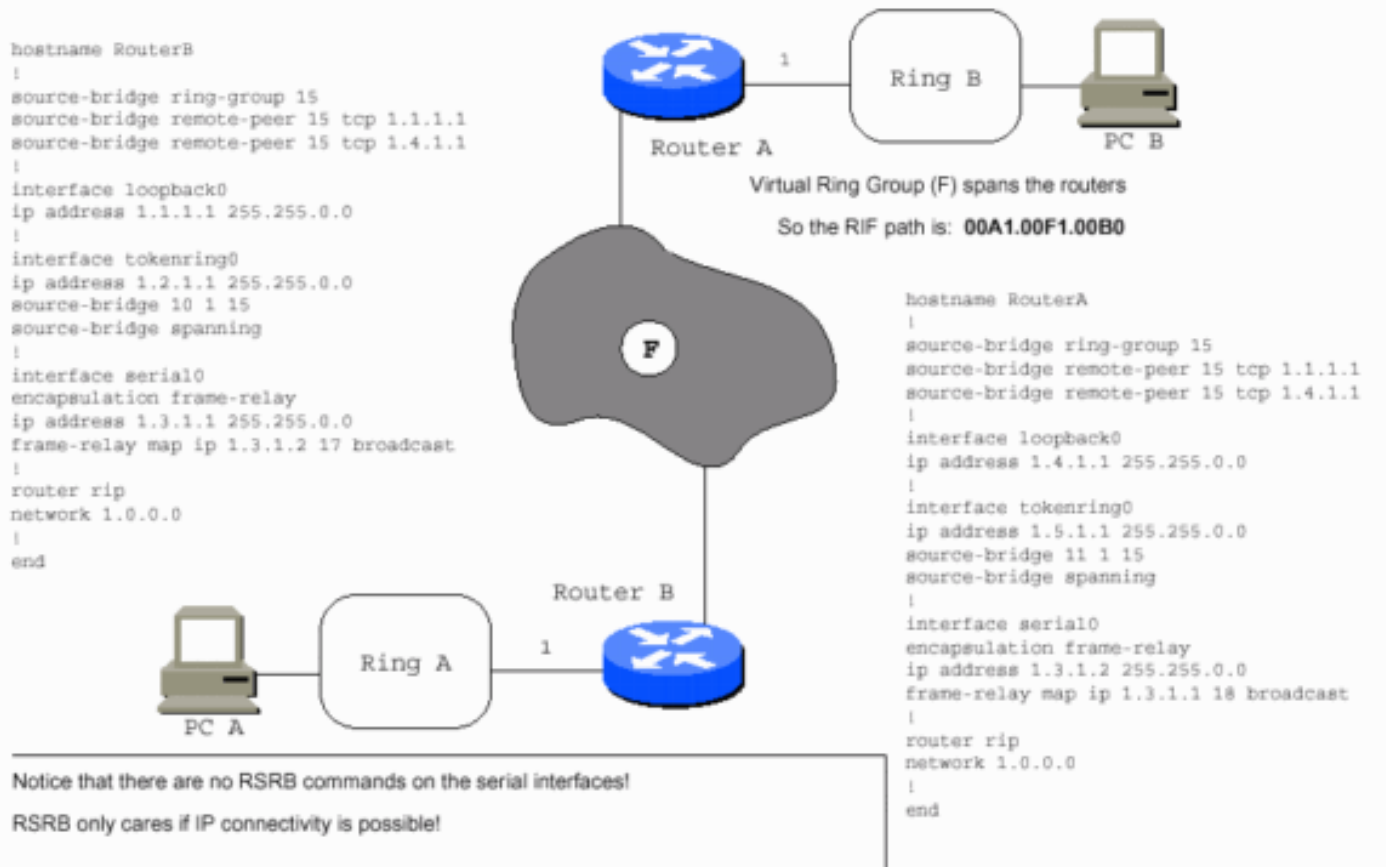 hostname RouterB
!
source-bridge ring-group 15
source-bridge remote-peer 15 tcp 1.1.1.1
source-bridge remote-peer 15 tcp 1.4.1.1
!
interface loopback0
ip address 1.1.1.1 255.255.0.0
!
interface tokenring0
ip address 1.2.1.1 255.255.0.0
source-bridge 10 1 15
source-bridge spanning
!
interface serial0
encapsulation frame-relay
ip address 1.3.1.1 255.255.0.0
frame-relay map ip 1.3.1.2 17 broadcast
!
router rip
network 1.0.0.0
!
end
1
Ring B
Router A
PC B
Virtual Ring Group (F) spans the routers
So the RIF path is: 00A1.00F1.00B0
F
hostname RouterA
!
source-bridge ring-group 15
source-bridge remote-peer 15 tcp 1.1.1.1
source-bridge remote-peer 15 tcp 1.4.1.1
!
interface loopback0
ip address 1.4.1.1 255.255.0.0
!
interface tokenring0
ip address 1.5.1.1 255.255.0.0
source-bridge 11 1 15
source-bridge spanning
!
interface serial0
encapsulation frame-relay
ip address 1.3.1.2 255.255.0.0
frame-relay map ip 1.3.1.1 18 broadcast
!
router rip
network 1.0.0.0
!
end
Router B
Ring A
1
PC A
Notice that there are no RSRB commands on the serial interfaces!
RSRB only cares if IP connectivity is possible!